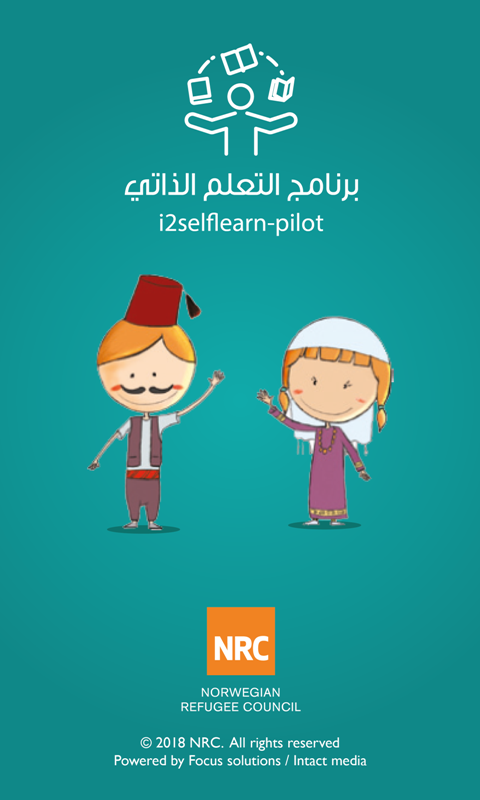 برنامج التعلم الذاتي
i2selflearn-pilot
NRC
NORWEGIAN
REFUGEE COUNCIL
© 2018 NRC. All rights reserved
Powered by Focus solutions / Intact media